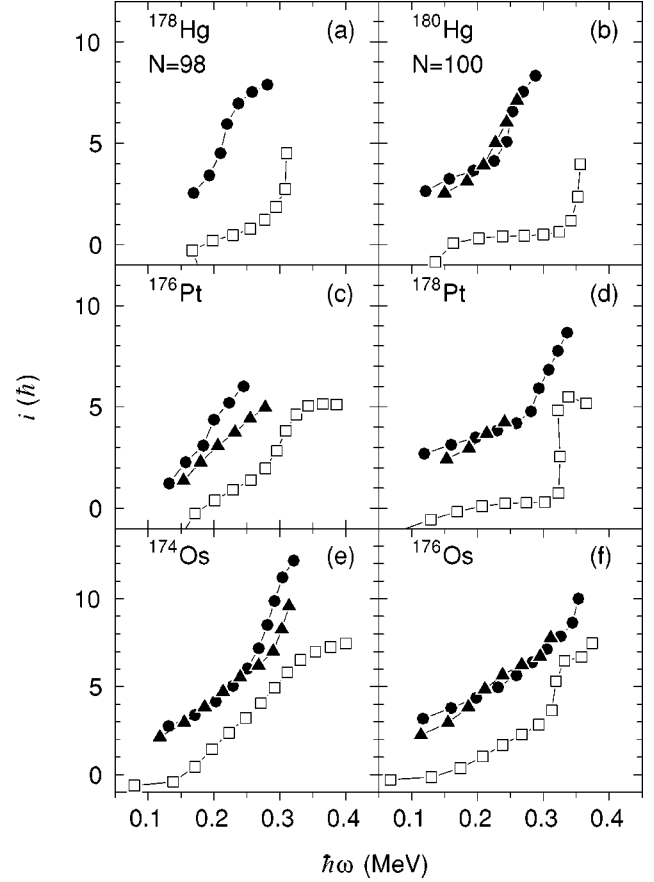 ¹⁷⁸Hg (a) ¹⁸⁰Hg (b)
N=98 N=100
10
5
0
¹⁷⁶Pt (c) ¹⁷⁸Pt (d)
10
i (ℏ)
5
0
¹⁷⁴Os (e) ¹⁷⁶Os (f)
10
5
0
0.1 0.2 0.3 0.4 0.1 0.2 0.3 0.4
ℏω (MeV)